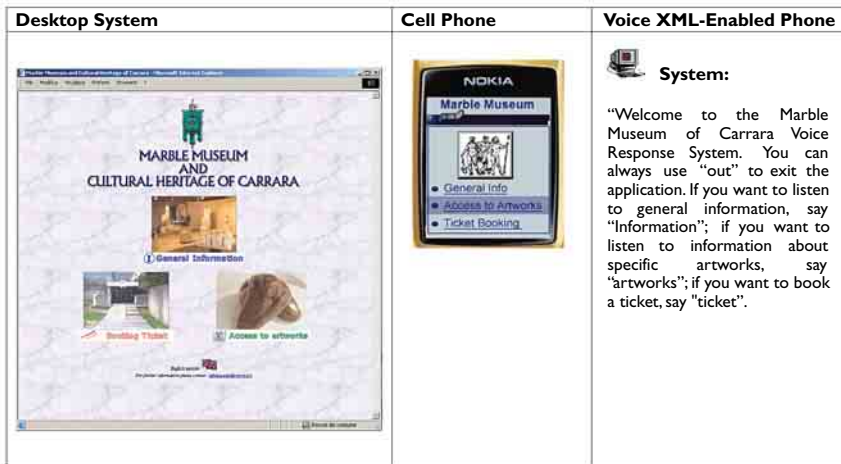 Desktop System
Cell Phone
Voice XML-Enabled Phone
MARBLE MUSEUM
AND
CULTURAL HERITAGE OF CARRARA
General Information
Booking Ticket
Access to artworks
NOKIA
Marble Museum
General Info
Access to Artworks
Ticket Booking
System:
“Welcome to the Marble
Museum of Carrara Voice
Response System. You can
always use “out” to exit the
application. If you want to listen
to general information, say
“Information”; if you want to
listen to information about
specific artworks, say
“artworks”; if you want to book
a ticket, say "ticket”.